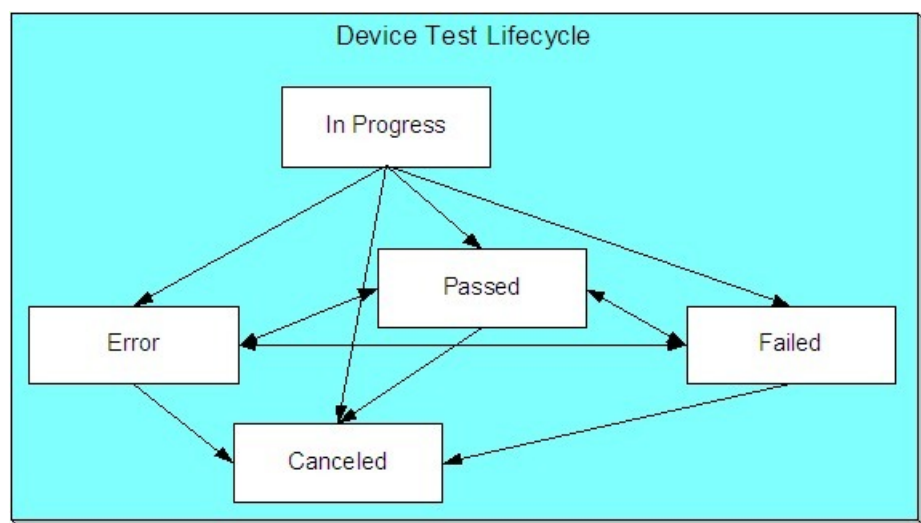 Device Test Lifecycle
In Progress
Passed
Error
Failed
Canceled